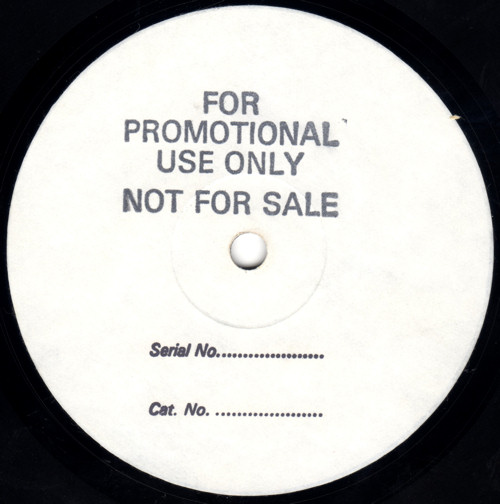 FOR
PROMOTIONAL
USE ONLY
NOT FOR SALE
Serial No.....................
Cat. No. ....................